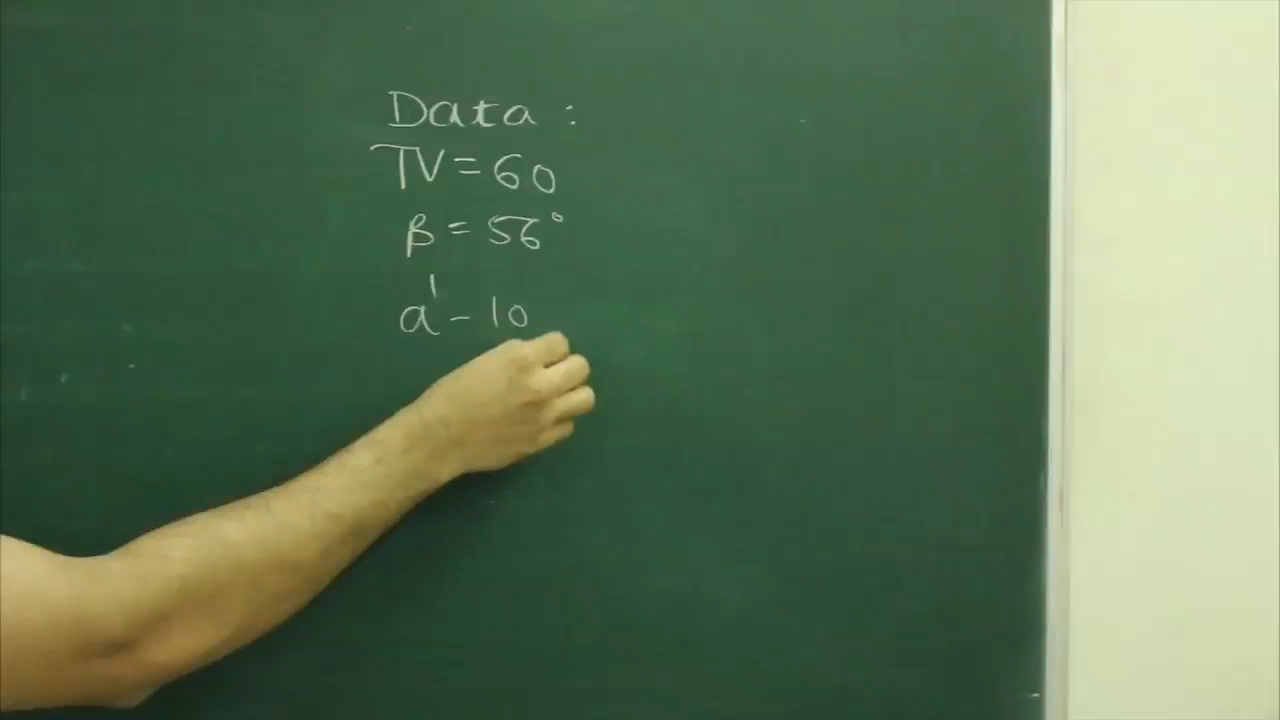 Data :
TV = 60
β = 56°
a' - 10